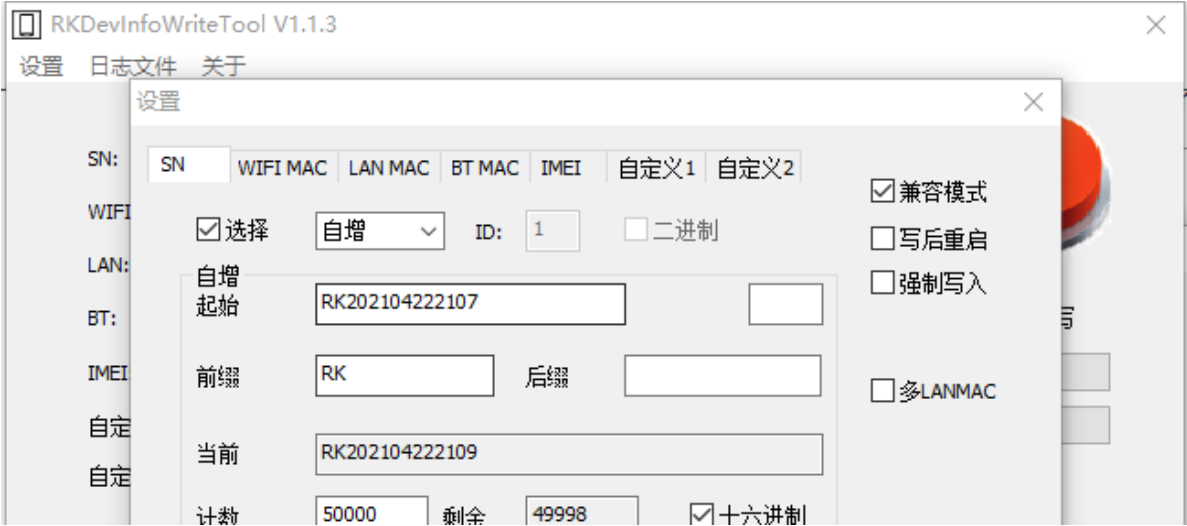 RKDevInfoWriteTool V1.1.3
设置 日志文件 关于
设置
SN:
SN WIFI MAC LAN MAC BT MAC IMEI 自定义1 自定义2
兼容模式
WIFI
选择 自增 ID: 1 二进制
写后重启
LAN:
自增
强制写入
起始 RK202104222107
BT:
写
IMEI
前缀 RK 后缀
多LANMAC
自定
当前 RK202104222109
自定
计数 50000 剩余 49998 十六进制